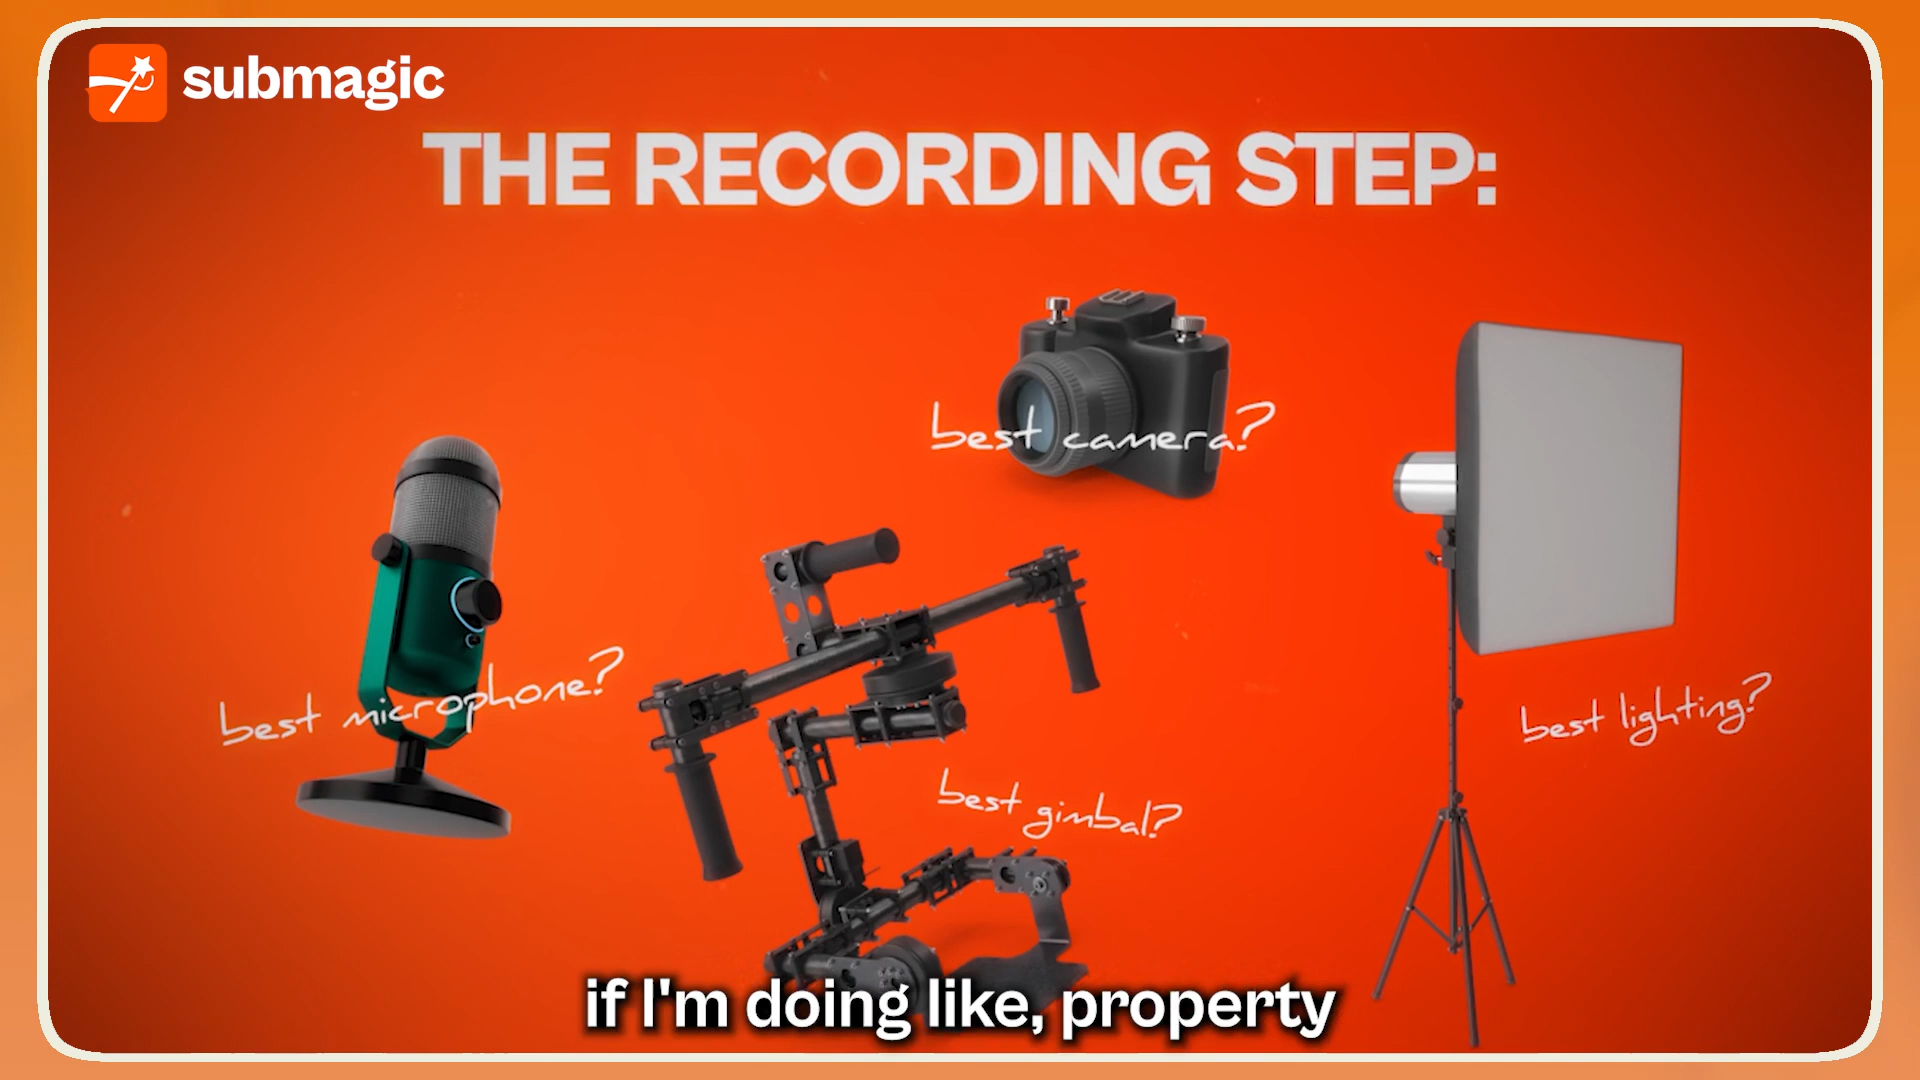 submagic
THE RECORDING STEP:
best camera?
best microphone?
best lighting?
best gimbal?
if I'm doing like, property